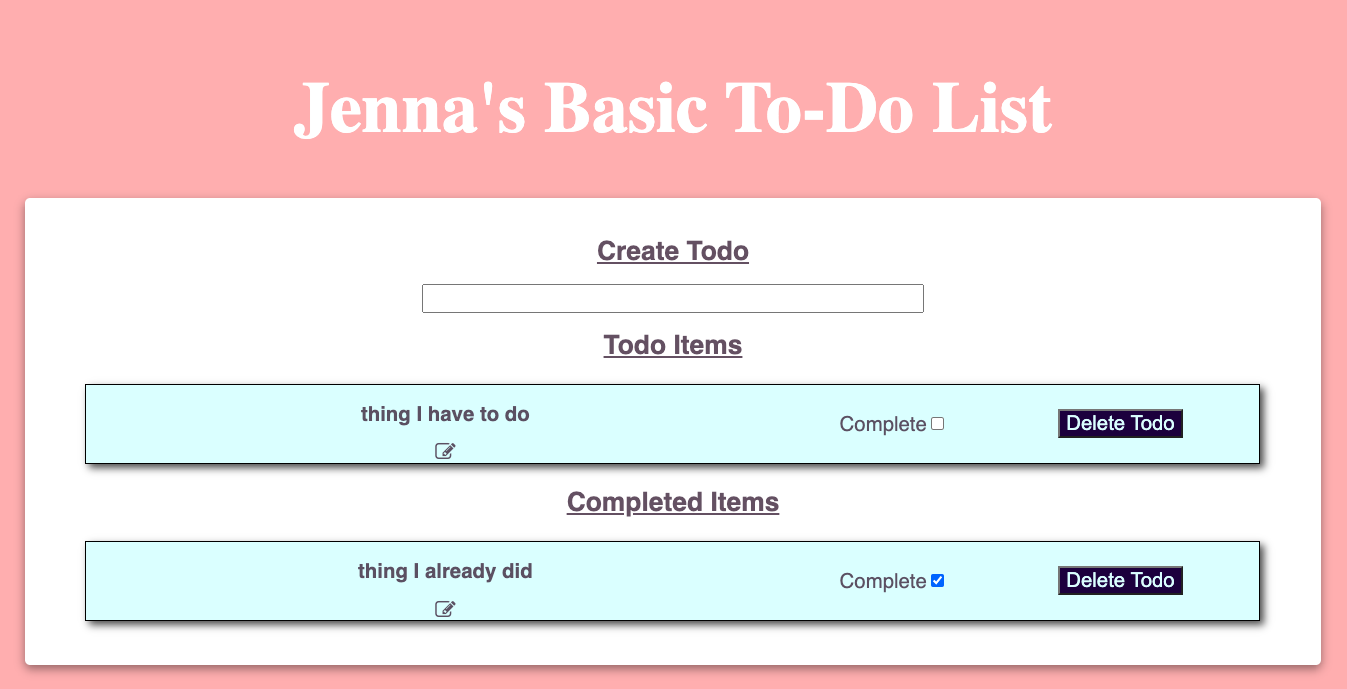 Jenna's Basic To-Do List
Create Todo
Todo Items
thing I have to do
Complete
Delete Todo
Completed Items
thing I already did
Complete
Delete Todo